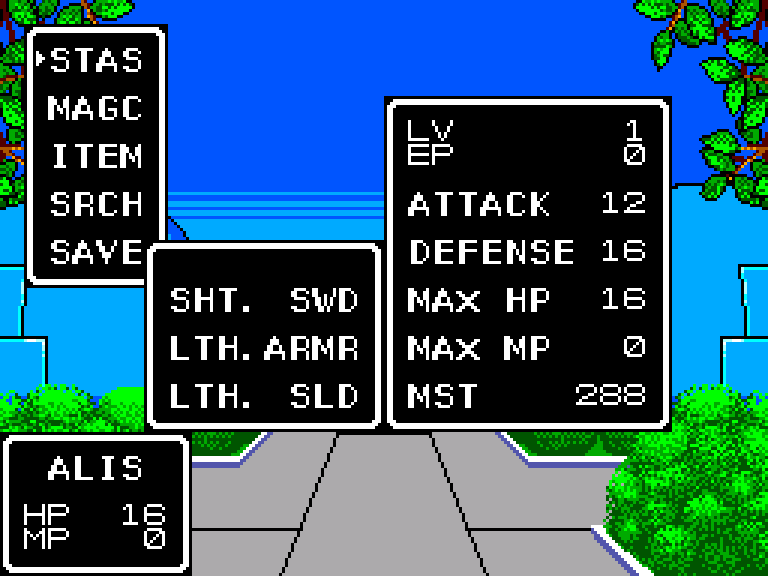 STAS
MAGC
ITEM
SRCH
SAVE
SHT. SWD
LTH. ARMR
LTH. SLD
LV 1
EP 0
ATTACK 12
DEFENSE 16
MAX HP 16
MAX MP 0
MST 288
ALIS
HP 16
MP 0